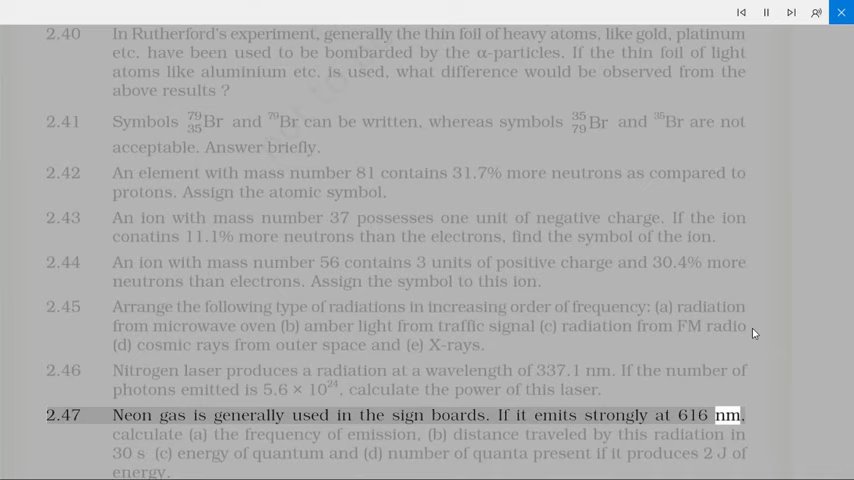 2.40 In Rutherford's experiment, generally the thin foil of heavy atoms, like gold, platinum
etc. have been used to be bombarded by the α-particles. If the thin foil of light
atoms like aluminium etc. is used, what difference would be observed from the
above results ?
2.41 Symbols ⁷⁹₃₅Br and ⁷⁹Br can be written, whereas symbols ³⁵₇₉Br and ³⁵Br are not
acceptable. Answer briefly.
2.42 An element with mass number 81 contains 31.7% more neutrons as compared to
protons. Assign the atomic symbol.
2.43 An ion with mass number 37 possesses one unit of negative charge. If the ion
conatins 11.1% more neutrons than the electrons, find the symbol of the ion.
2.44 An ion with mass number 56 contains 3 units of positive charge and 30.4% more
neutrons than electrons. Assign the symbol to this ion.
2.45 Arrange the following type of radiations in increasing order of frequency: (a) radiation
from microwave oven (b) amber light from traffic signal (c) radiation from FM radio
(d) cosmic rays from outer space and (e) X-rays.
2.46 Nitrogen laser produces a radiation at a wavelength of 337.1 nm. If the number of
photons emitted is 5.6 × 10²⁴, calculate the power of this laser.
2.47 Neon gas is generally used in the sign boards. If it emits strongly at 616 nm,
calculate (a) the frequency of emission, (b) distance traveled by this radiation in
30 s (c) energy of quantum and (d) number of quanta present if it produces 2 J of
energy.